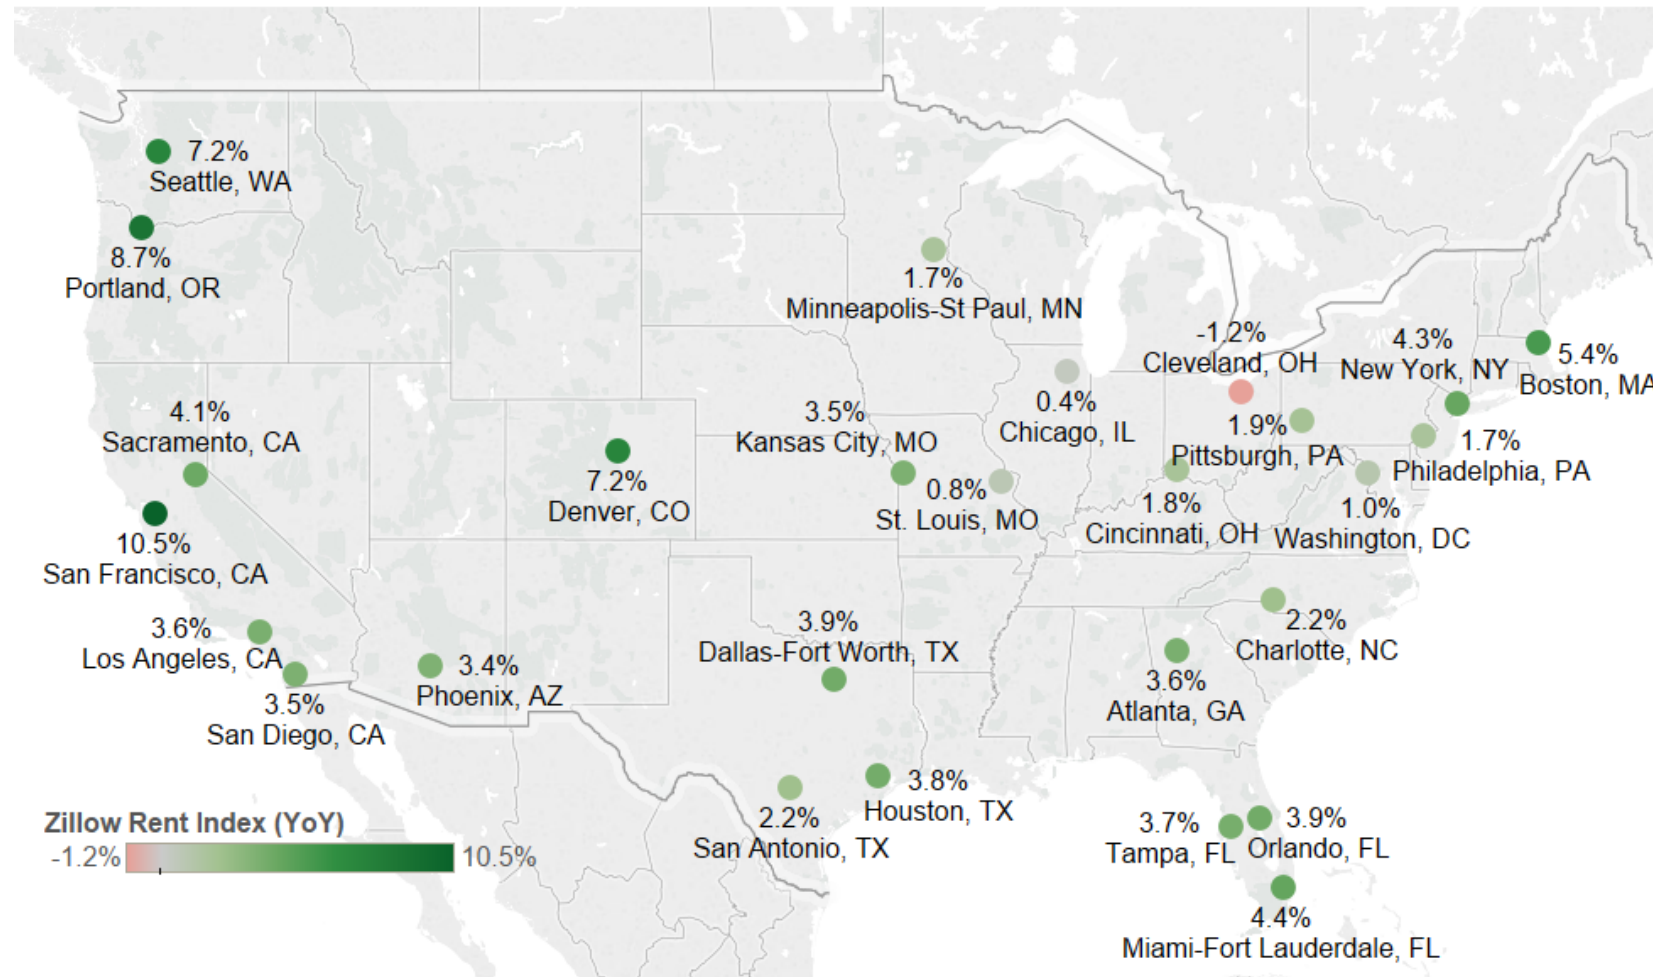 7.2%
Seattle, WA
8.7%
Portland, OR
1.7%
Minneapolis-St Paul, MN
-1.2%
Cleveland, OH
4.3%
New York, NY
5.4%
Boston, MA
4.1%
Sacramento, CA
3.5%
Kansas City, MO
0.4%
Chicago, IL
1.9%
Pittsburgh, PA
1.7%
Philadelphia, PA
7.2%
Denver, CO
0.8%
St. Louis, MO
1.8%
Cincinnati, OH
1.0%
Washington, DC
10.5%
San Francisco, CA
3.6%
Los Angeles, CA
3.4%
Phoenix, AZ
3.5%
San Diego, CA
3.9%
Dallas-Fort Worth, TX
2.2%
Charlotte, NC
3.6%
Atlanta, GA
3.8%
Houston, TX
2.2%
San Antonio, TX
3.7%
Tampa, FL
3.9%
Orlando, FL
4.4%
Miami-Fort Lauderdale, FL
Zillow Rent Index (YoY)
-1.2% 10.5%